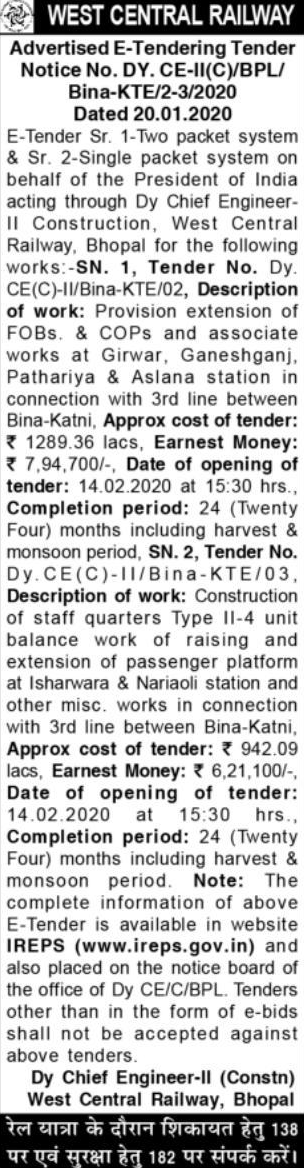 WEST CENTRAL RAILWAY
Advertised E-Tendering Tender
Notice No. DY. CE-II(C)/BPL/
Bina-KTE/2-3/2020
Dated 20.01.2020
E-Tender Sr. 1-Two packet system
& Sr. 2-Single packet system on
behalf of the President of India
acting through Dy Chief Engineer-
II Construction, West Central
Railway, Bhopal for the following
works:-SN. 1, Tender No. Dy.
CE(C)-II/Bina-KTE/02, Description
of work: Provision extension of
FOBs. & COPs and associate
works at Girwar, Ganeshganj,
Pathariya & Aslana station in
connection with 3rd line between
Bina-Katni, Approx cost of tender:
₹ 1289.36 lacs, Earnest Money:
₹ 7,94,700/-, Date of opening of
tender: 14.02.2020 at 15:30 hrs.,
Completion period: 24 (Twenty
Four) months including harvest &
monsoon period, SN. 2, Tender No.
Dy.CE(C)-II/Bina-KTE/03,
Description of work: Construction
of staff quarters Type II-4 unit
balance work of raising and
extension of passenger platform
at Isharwara & Nariaoli station and
other misc. works in connection
with 3rd line between Bina-Katni,
Approx cost of tender: ₹ 942.09
lacs, Earnest Money: ₹ 6,21,100/-,
Date of opening of tender:
14.02.2020 at 15:30 hrs.,
Completion period: 24 (Twenty
Four) months including harvest &
monsoon period. Note: The
complete information of above
E-Tender is available in website
IREPS (www.ireps.gov.in) and
also placed on the notice board of
the office of Dy CE/C/BPL. Tenders
other than in the form of e-bids
shall not be accepted against
above tenders.
Dy Chief Engineer-II (Constn)
West Central Railway, Bhopal
रेल यात्रा के दौरान शिकायत हेतु 138
पर एवं सुरक्षा हेतु 182 पर संपर्क करें।